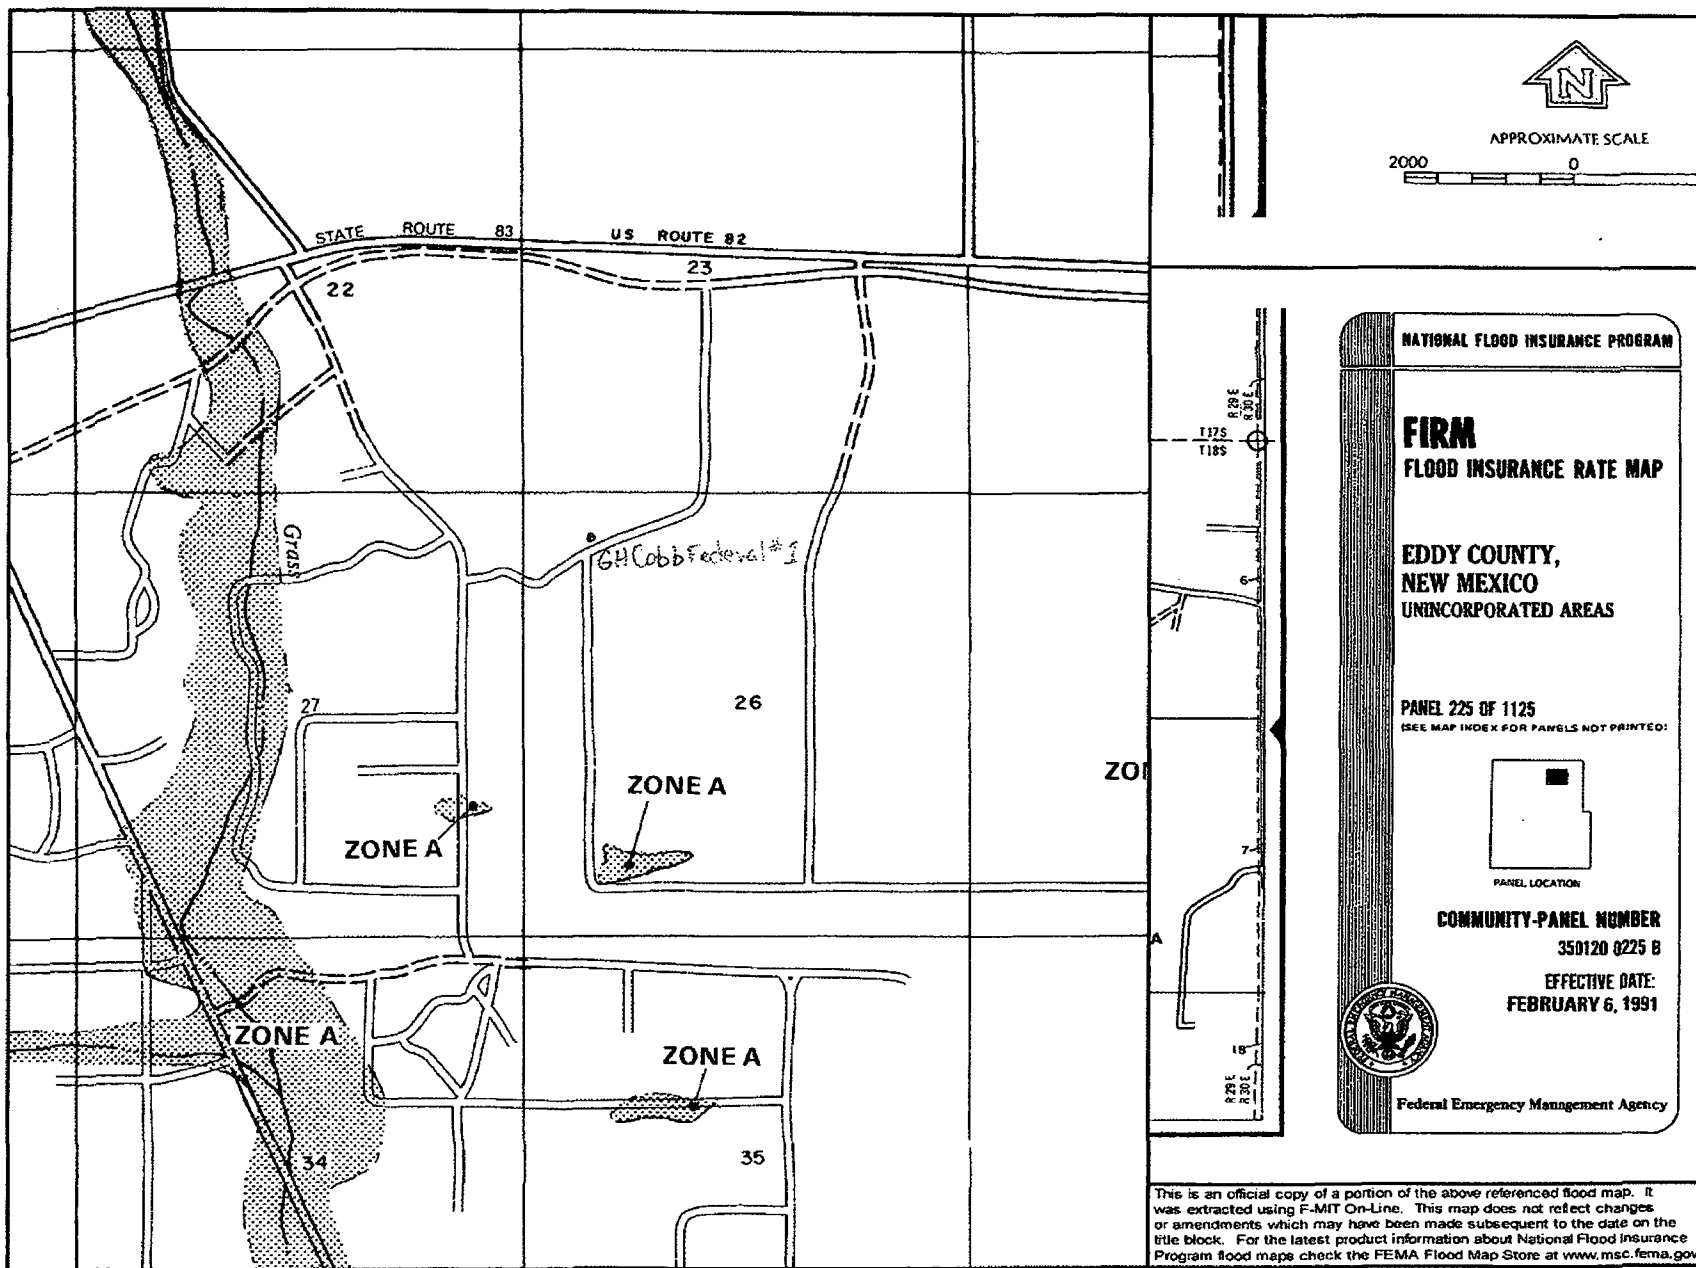 STATE ROUTE 83 US ROUTE 82
22
23
Grass
GH Cobb Federal #1
27
26
ZONE A
ZONE A
ZONE A
ZONE A
34
35
ZO
A
APPROXIMATE SCALE
2000 0
N
R 29 E
R 30 E
T17S
T18S
6
7
18
R 29 E
R 30 E
NATIONAL FLOOD INSURANCE PROGRAM
FIRM
FLOOD INSURANCE RATE MAP
EDDY COUNTY,
NEW MEXICO
UNINCORPORATED AREAS
PANEL 225 OF 1125
(SEE MAP INDEX FOR PANELS NOT PRINTED)
PANEL LOCATION
COMMUNITY-PANEL NUMBER
350120 0225 B
EFFECTIVE DATE:
FEBRUARY 6, 1991
Federal Emergency Management Agency
This is an official copy of a portion of the above referenced flood map. It
was extracted using F-MIT On-Line. This map does not reflect changes
or amendments which may have been made subsequent to the date on the
title block. For the latest product information about National Flood Insurance
Program flood maps check the FEMA Flood Map Store at www.msc.fema.gov